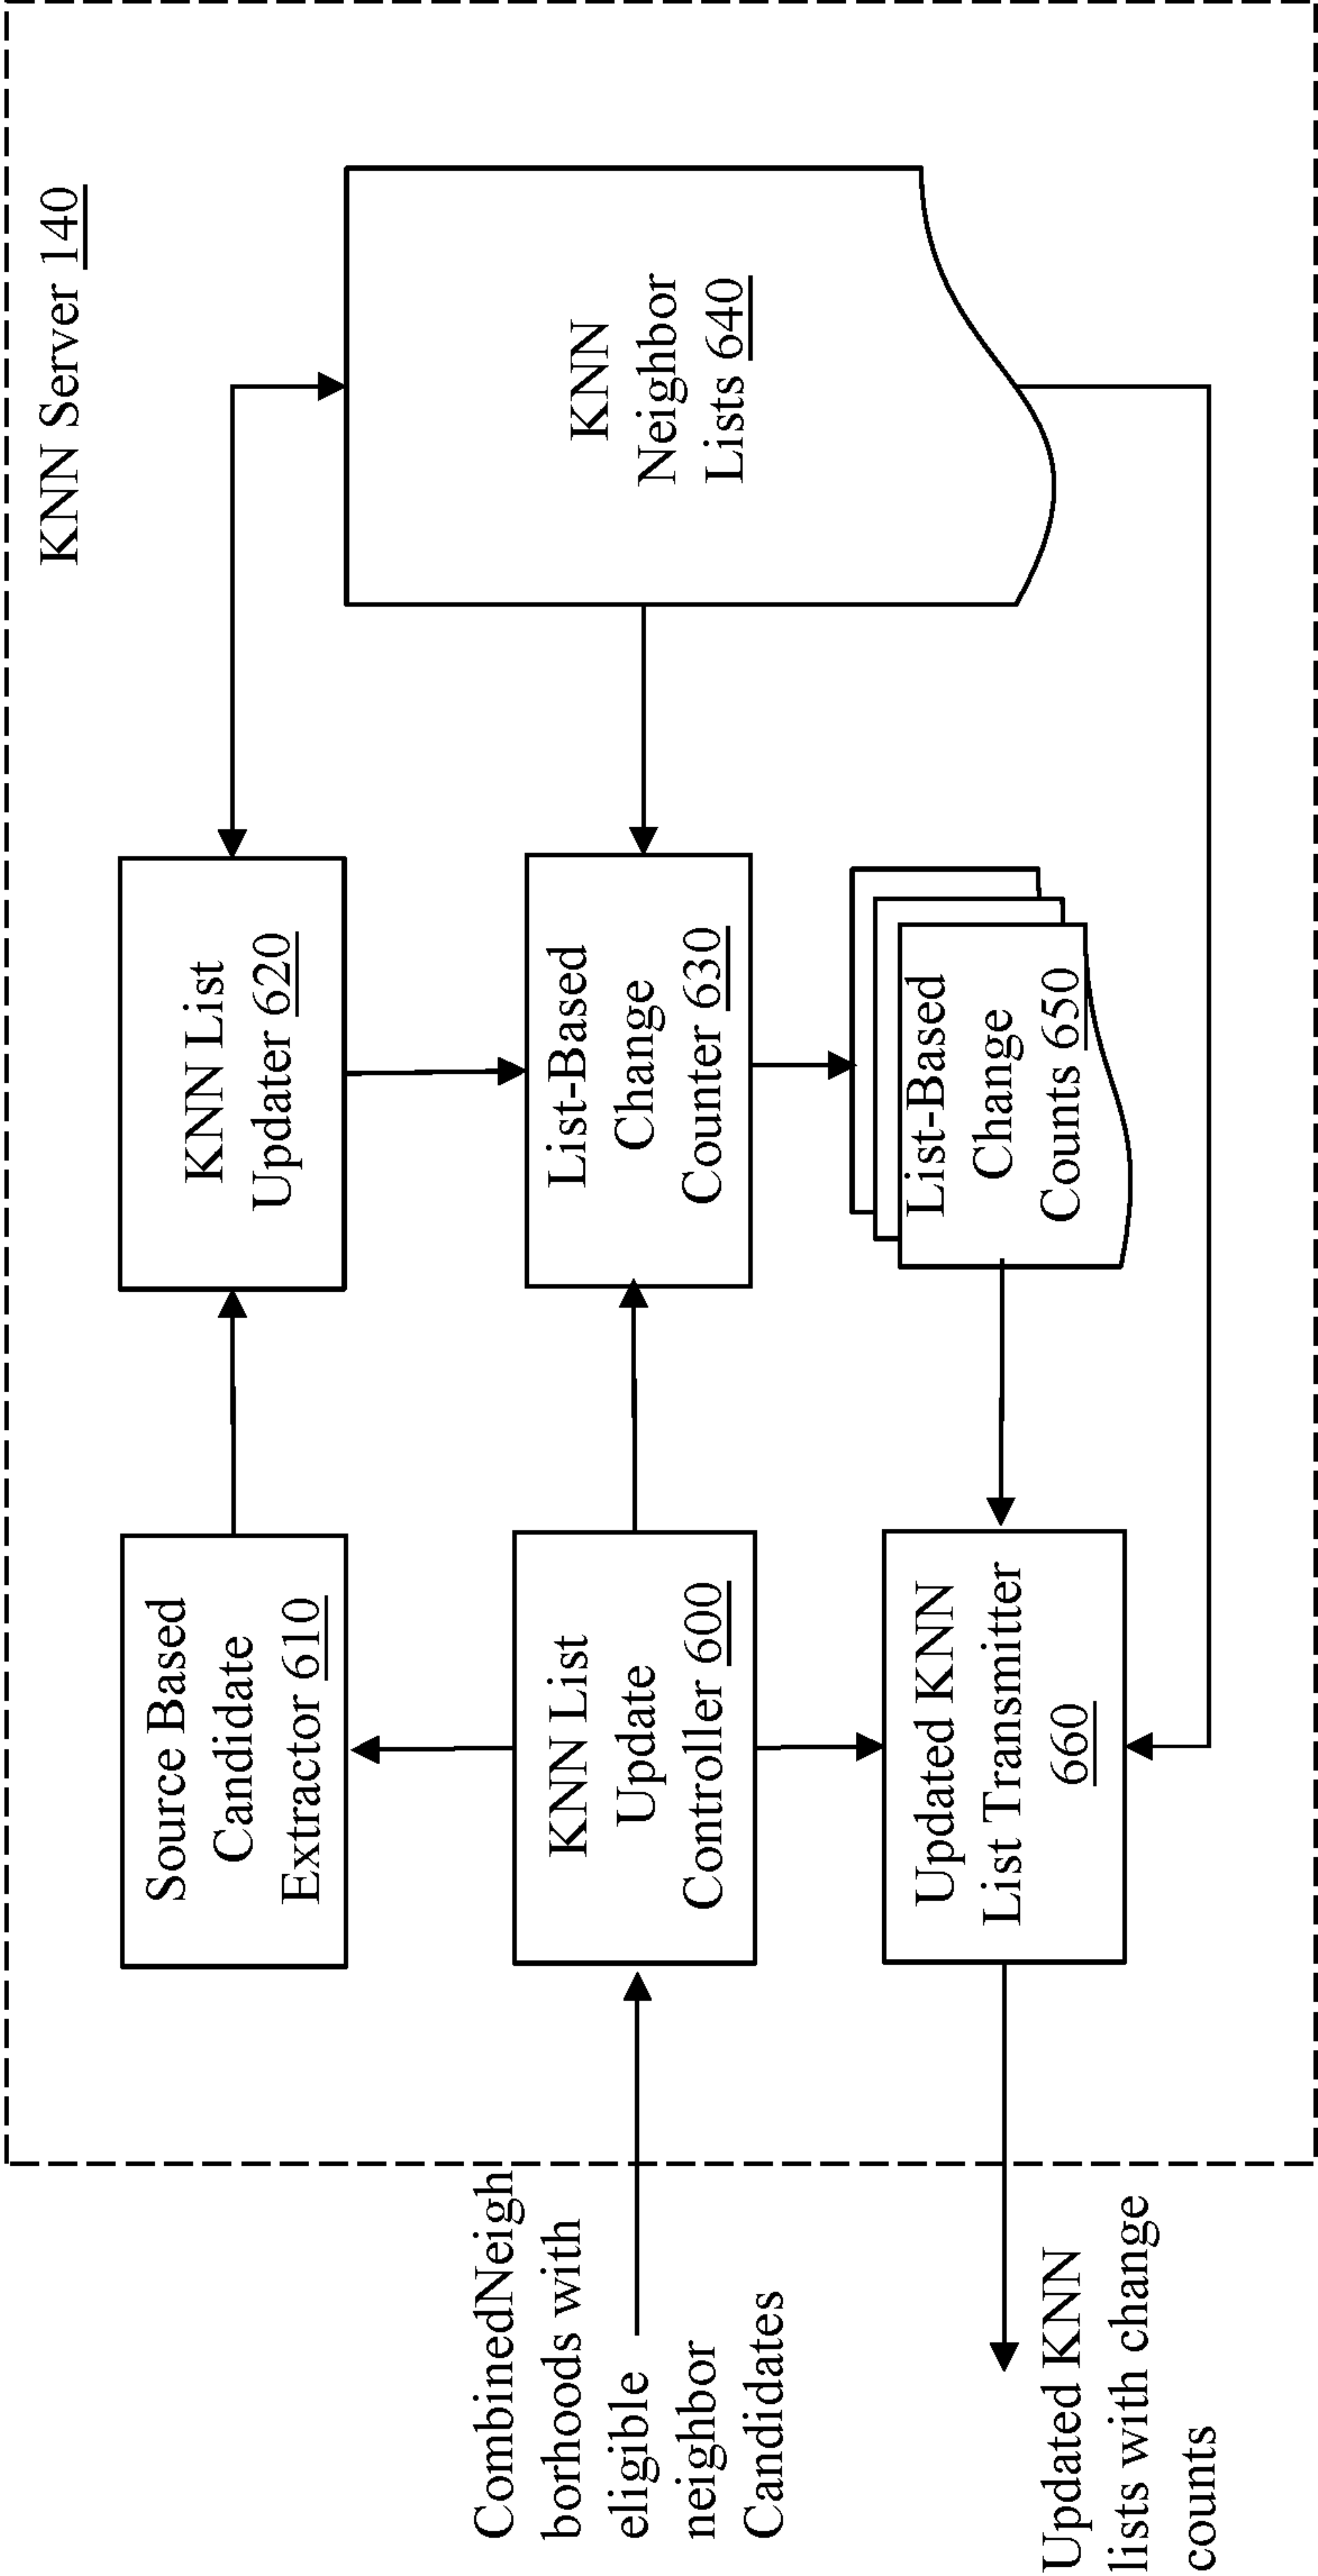 KNN Server 140
Source Based
Candidate
Extractor 610
KNN List
Updater 620
CombinedNeigh
borhoods with
eligible
neighbor
Candidates
KNN List
Update
Controller 600
List-Based
Change
Counter 630
KNN
Neighbor
Lists 640
Updated KNN
List Transmitter
660
List-Based
Change
Counts 650
Updated KNN
lists with change
counts